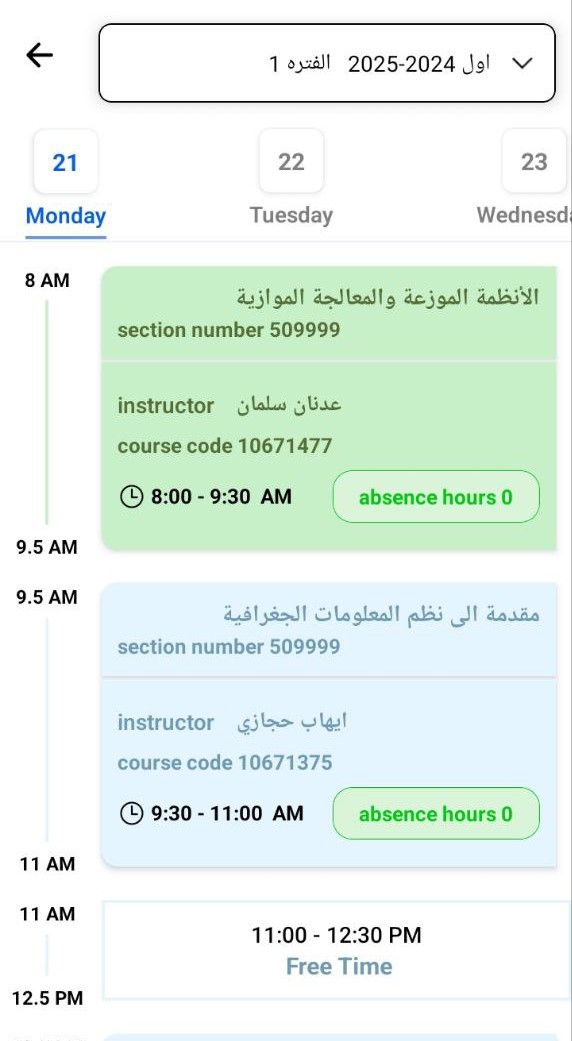 اول 2024-2025 الفتره 1
21
22
23
Monday
Tuesday
Wednesd
8 AM
الأنظمة الموزعة والمعالجة الموازية
section number 509999
instructor عدنان سلمان
course code 10671477
8:00 - 9:30 AM
absence hours 0
9.5 AM
9.5 AM
مقدمة الى نظم المعلومات الجغرافية
section number 509999
instructor ايهاب حجازي
course code 10671375
9:30 - 11:00 AM
absence hours 0
11 AM
11 AM
11:00 - 12:30 PM
Free Time
12.5 PM